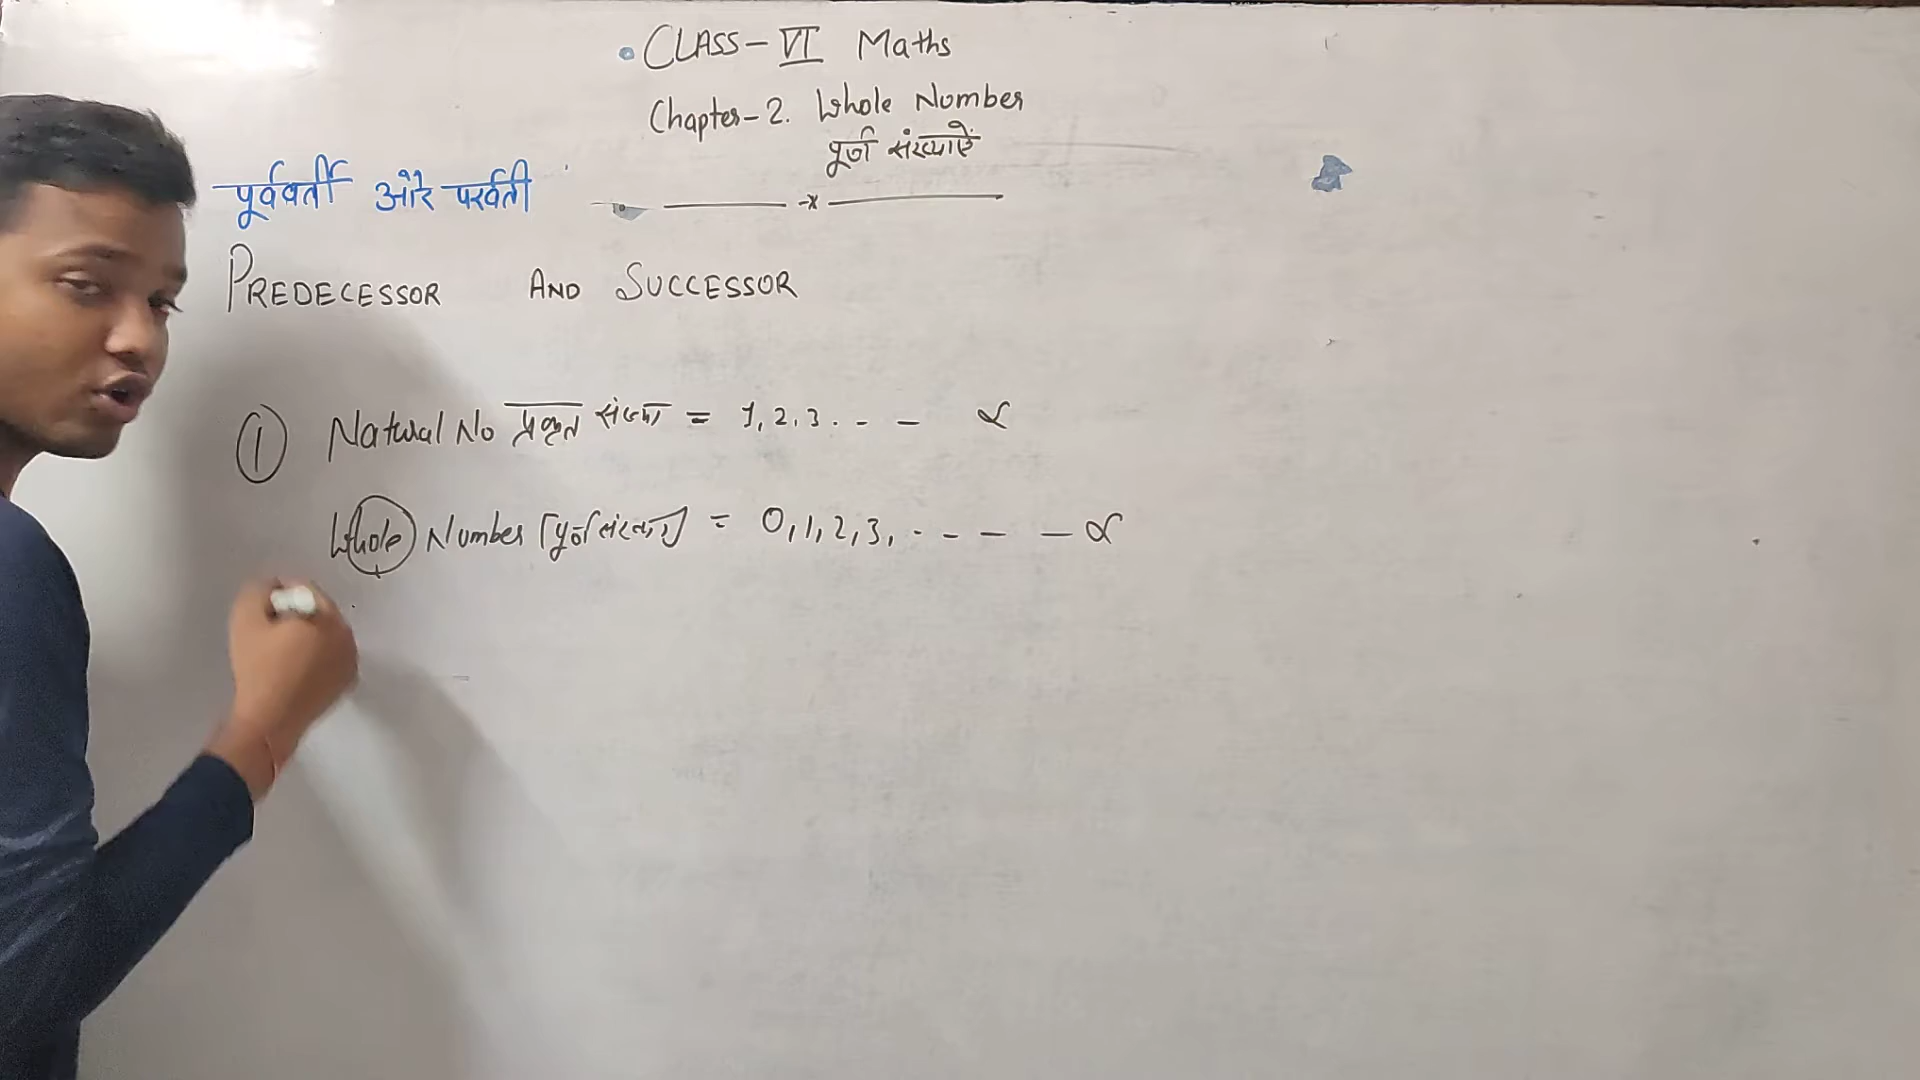 CLASS-VI Maths
Chapter-2. Whole Number
पूर्ण संख्याऐं
पूर्ववर्ती और परवर्ती
PREDECESSOR AND SUCCESSOR
① Natural No प्राकृत संख्या = 1, 2, 3 . - - ∝
Whole Number [पूर्ण संख्याए] = 0, 1, 2, 3, . - - - ∝